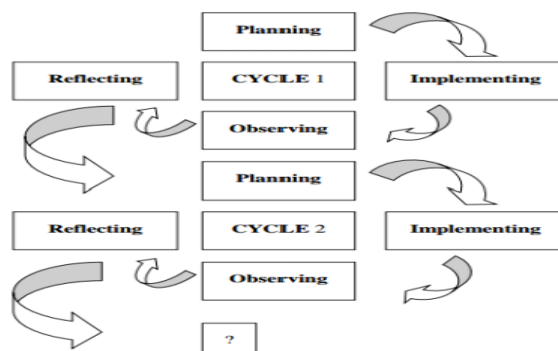 Planning
Reflecting CYCLE 1 Implementing
Observing
Planning
Reflecting CYCLE 2 Implementing
Observing
?